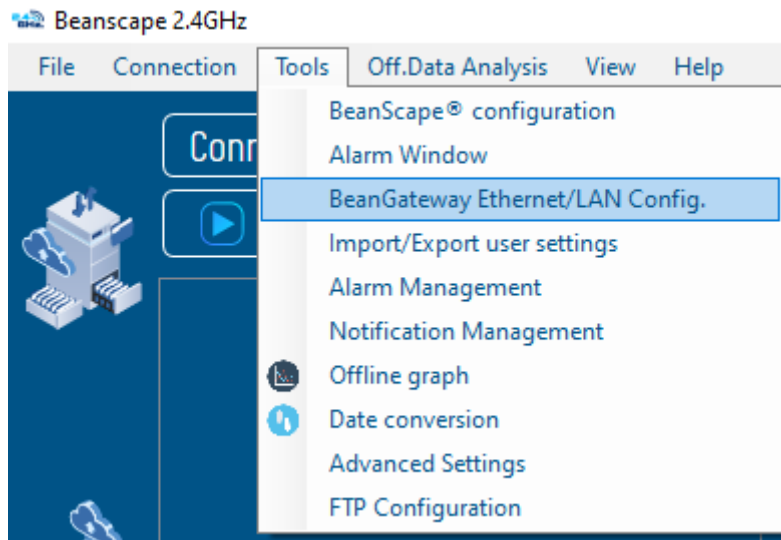 Beanscape 2.4GHz
File Connection Tools Off.Data Analysis View Help
BeanScape® configuration
Alarm Window
BeanGateway Ethernet/LAN Config.
Import/Export user settings
Alarm Management
Notification Management
Offline graph
Date conversion
Advanced Settings
FTP Configuration